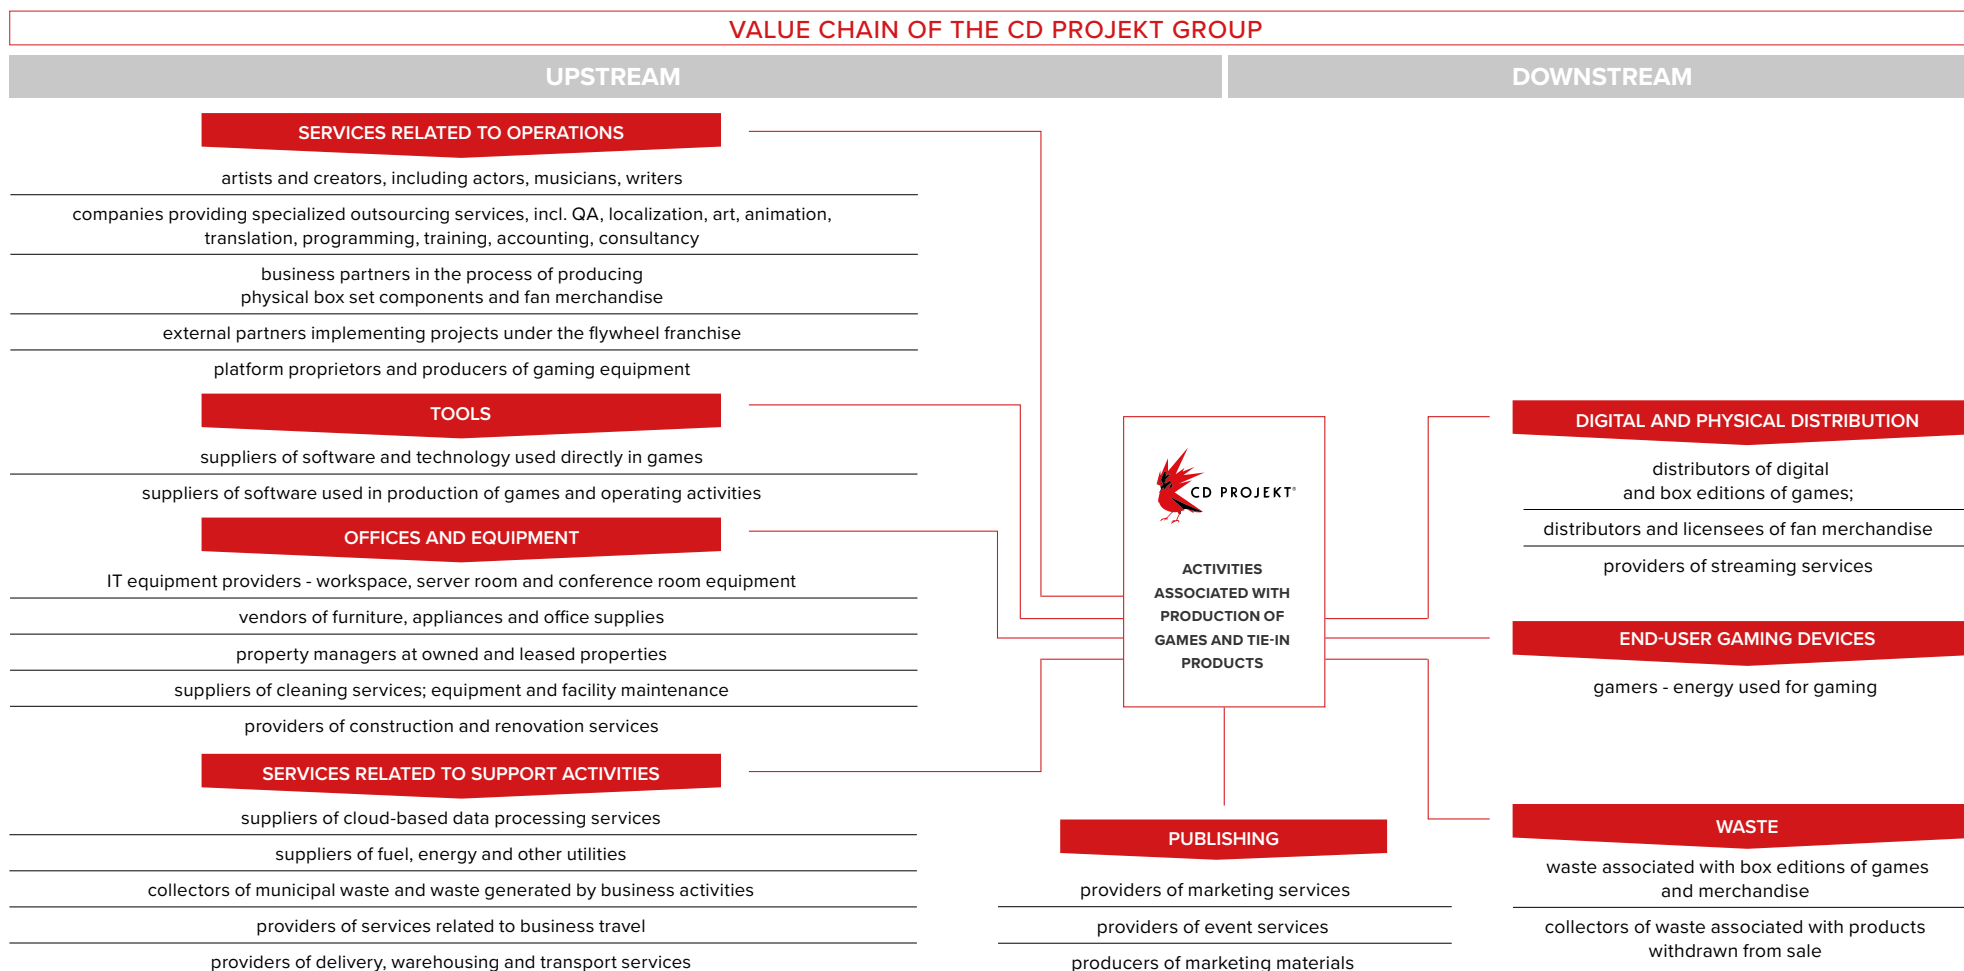 VALUE CHAIN OF THE CD PROJEKT GROUP
UPSTREAM
DOWNSTREAM
SERVICES RELATED TO OPERATIONS
artists and creators, including actors, musicians, writers
companies providing specialized outsourcing services, incl. QA, localization, art, animation,
translation, programming, training, accounting, consultancy
business partners in the process of producing
physical box set components and fan merchandise
external partners implementing projects under the flywheel franchise
platform proprietors and producers of gaming equipment
TOOLS
suppliers of software and technology used directly in games
suppliers of software used in production of games and operating activities
OFFICES AND EQUIPMENT
IT equipment providers - workspace, server room and conference room equipment
vendors of furniture, appliances and office supplies
property managers at owned and leased properties
suppliers of cleaning services; equipment and facility maintenance
providers of construction and renovation services
SERVICES RELATED TO SUPPORT ACTIVITIES
suppliers of cloud-based data processing services
suppliers of fuel, energy and other utilities
collectors of municipal waste and waste generated by business activities
providers of services related to business travel
providers of delivery, warehousing and transport services
CD PROJEKT®
ACTIVITIES
ASSOCIATED WITH
PRODUCTION OF
GAMES AND TIE-IN
PRODUCTS
PUBLISHING
providers of marketing services
providers of event services
producers of marketing materials
DIGITAL AND PHYSICAL DISTRIBUTION
distributors of digital
and box editions of games;
distributors and licensees of fan merchandise
providers of streaming services
END-USER GAMING DEVICES
gamers - energy used for gaming
WASTE
waste associated with box editions of games
and merchandise
collectors of waste associated with products
withdrawn from sale